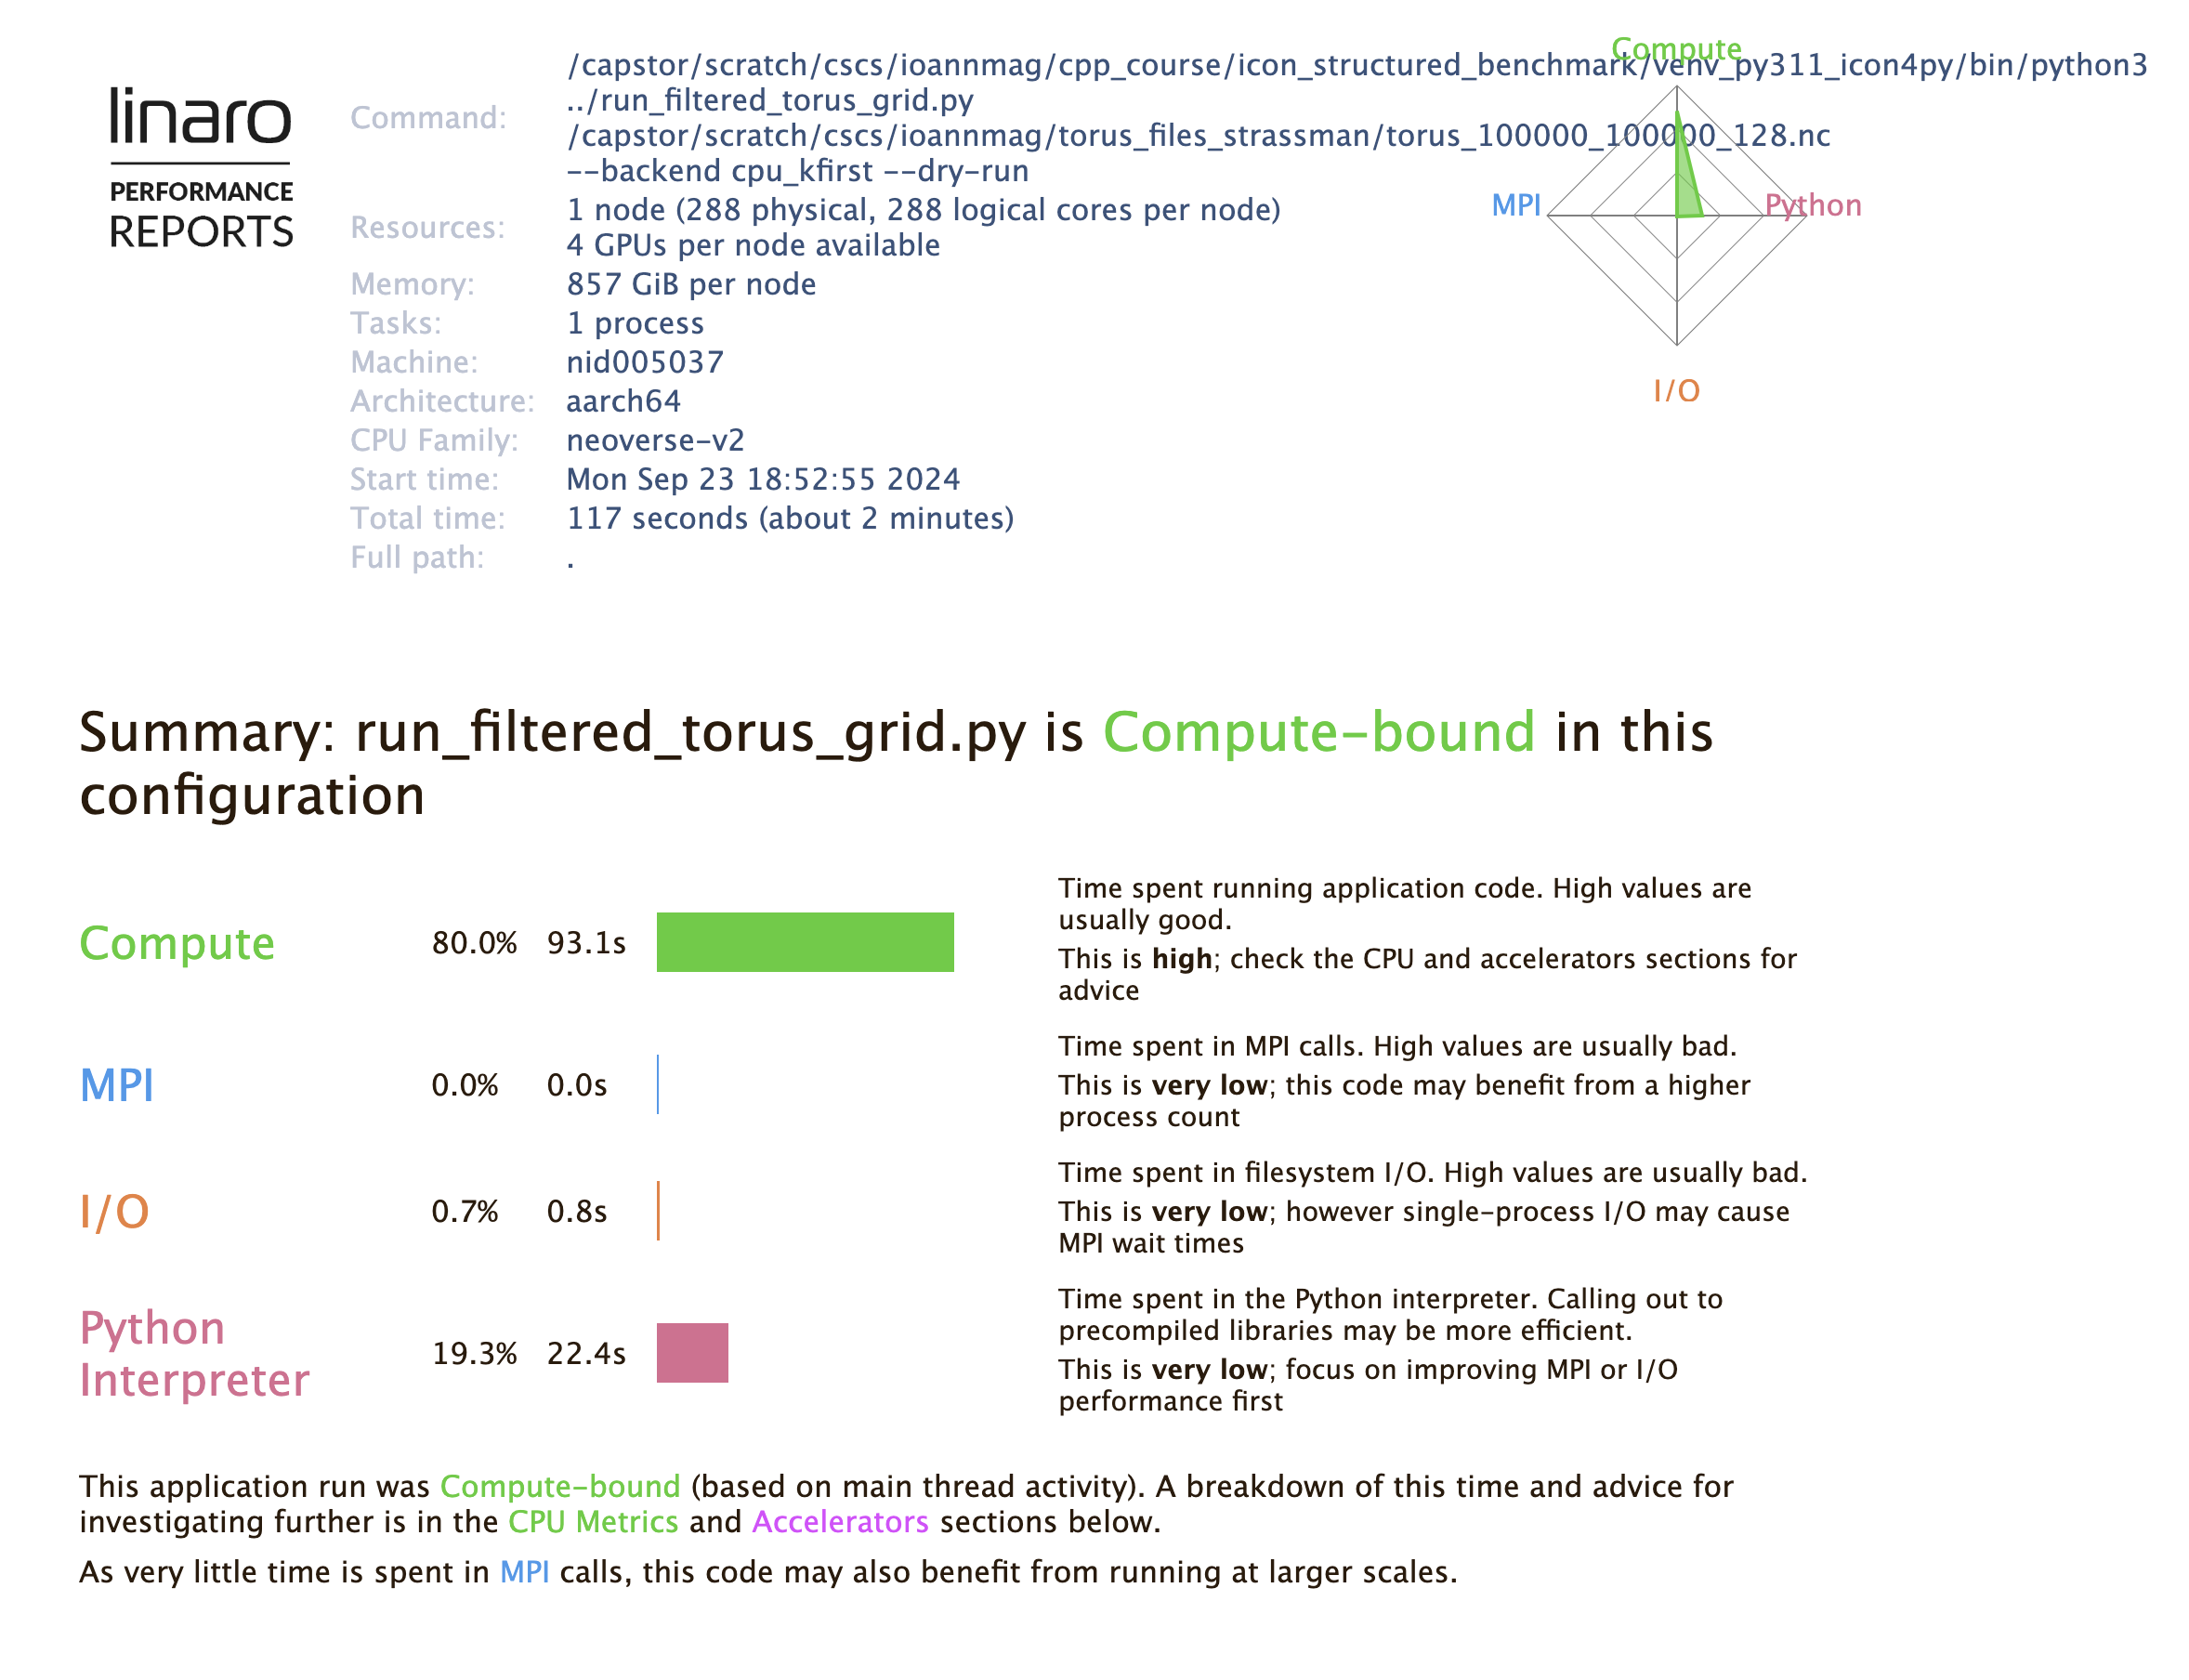 linaro
PERFORMANCE
REPORTS
Command:
/capstor/scratch/cscs/ioannmag/cpp_course/icon_structured_benchmark/venv_py311_icon4py/bin/python3
../run_filtered_torus_grid.py
/capstor/scratch/cscs/ioannmag/torus_files_strassman/torus_100000_100000_128.nc
--backend cpu_kfirst --dry-run
Resources:
1 node (288 physical, 288 logical cores per node)
4 GPUs per node available
Memory: 857 GiB per node
Tasks: 1 process
Machine: nid005037
Architecture: aarch64
CPU Family: neoverse-v2
Start time: Mon Sep 23 18:52:55 2024
Total time: 117 seconds (about 2 minutes)
Full path: .
Compute
MPI
Python
I/O
Summary: run_filtered_torus_grid.py is Compute-bound in this
configuration
Compute 80.0% 93.1s
Time spent running application code. High values are
usually good.
This is high; check the CPU and accelerators sections for
advice
MPI 0.0% 0.0s
Time spent in MPI calls. High values are usually bad.
This is very low; this code may benefit from a higher
process count
I/O 0.7% 0.8s
Time spent in filesystem I/O. High values are usually bad.
This is very low; however single-process I/O may cause
MPI wait times
Python
Interpreter
19.3% 22.4s
Time spent in the Python interpreter. Calling out to
precompiled libraries may be more efficient.
This is very low; focus on improving MPI or I/O
performance first
This application run was Compute-bound (based on main thread activity). A breakdown of this time and advice for
investigating further is in the CPU Metrics and Accelerators sections below.
As very little time is spent in MPI calls, this code may also benefit from running at larger scales.